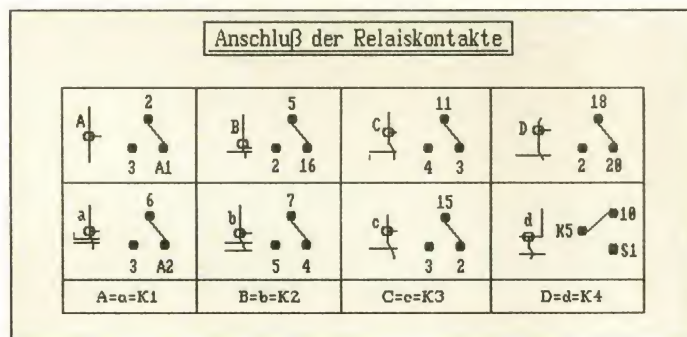 Anschluß der Relaiskontakte
A 2 3 A1
B 5 2 16
C 11 4 3
D 18 2 20
a 6 3 A2
b 7 5 4
c 15 3 2
d K5 10 S1
A=a=K1 B=b=K2 C=c=K3 D=d=K4